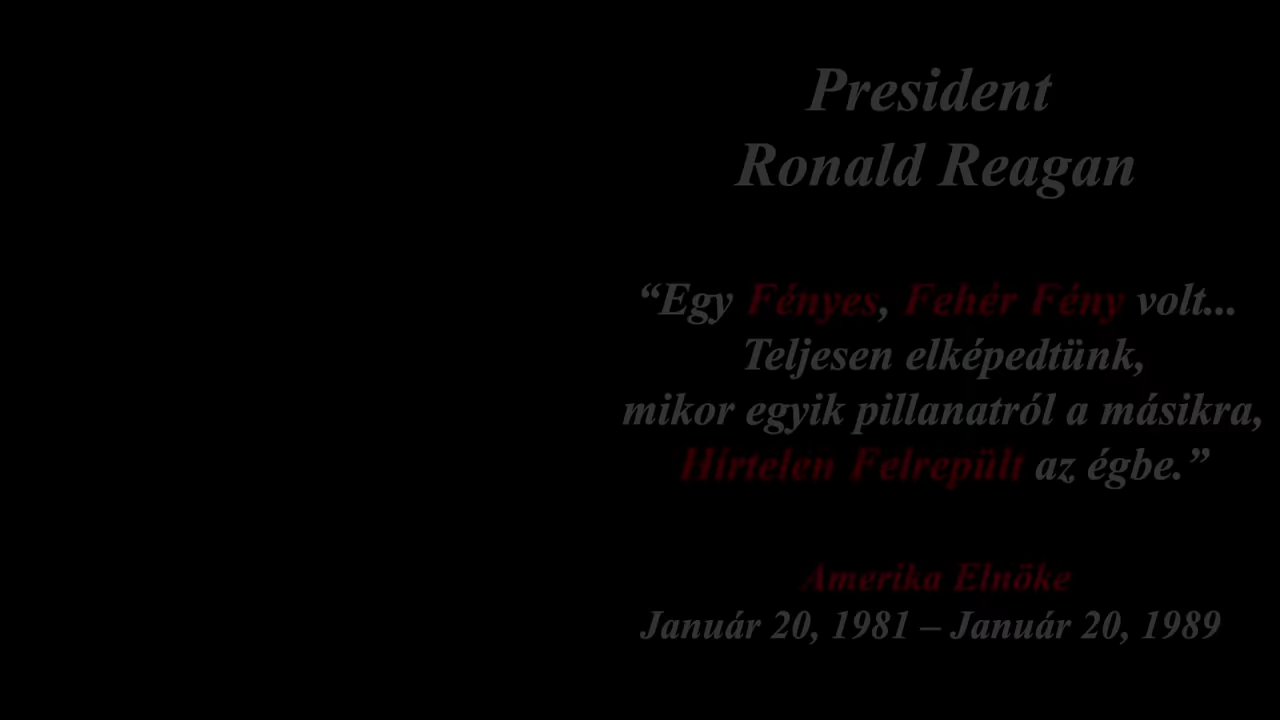 President
Ronald Reagan
“Egy Fényes, Fehér Fény volt...
Teljesen elképedtünk,
mikor egyik pillanatról a másikra,
Hírtelen Felrepült az égbe.”
Amerika Elnöke
Január 20, 1981 – Január 20, 1989